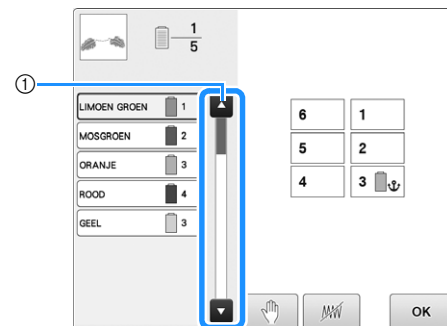 1
5
①
LIMOEN GROEN 1
MOSGROEN 2
ORANJE 3
ROOD 4
GEEL 3
6 1
5 2
4 3
OK